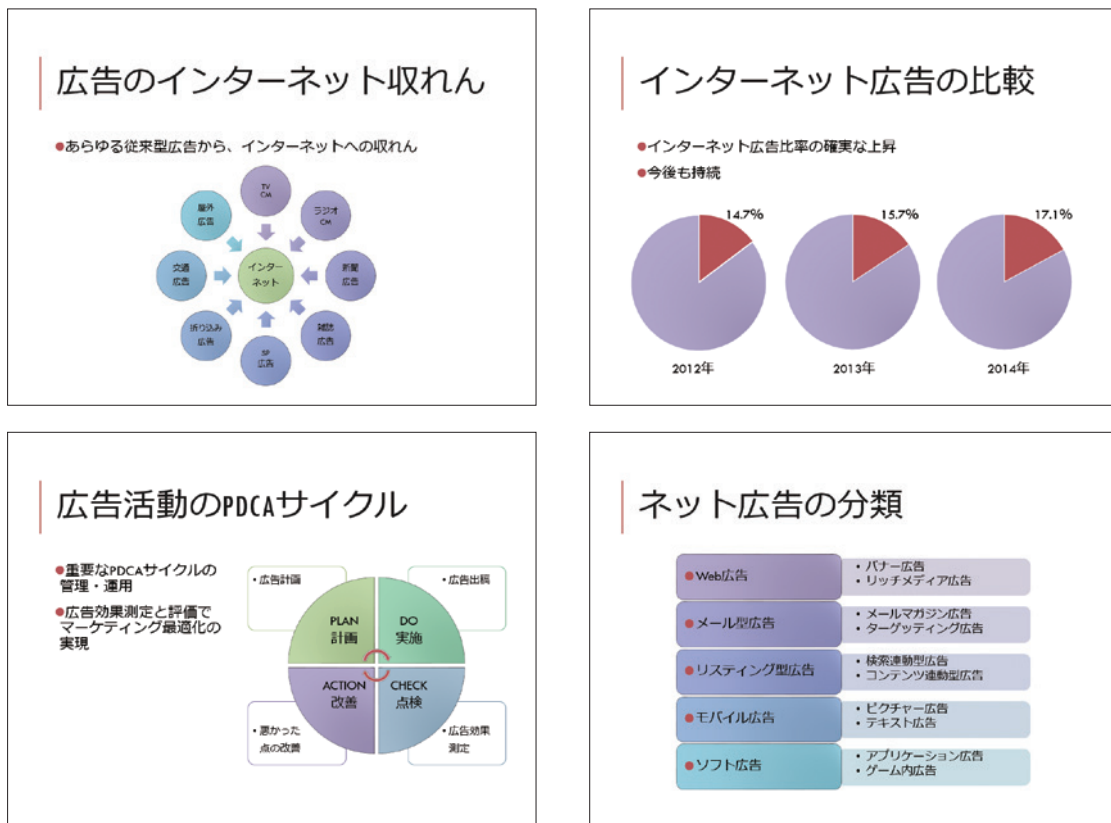 広告のインターネット収れん
●あらゆる従来型広告から、インターネットへの収れん
TV
CM
ラジオ
CM
新聞
広告
雑誌
広告
SP
広告
折り込み
広告
交通
広告
屋外
広告
インター
ネット
インターネット広告の比較
●インターネット広告比率の確実な上昇
●今後も持続
14.7%
15.7%
17.1%
2012年
2013年
2014年
広告活動のPDCAサイクル
●重要なPDCAサイクルの
管理・運用
●広告効果測定と評価で
マーケティング最適化の
実現
・広告計画
・広告出稿
PLAN
計画
DO
実施
ACTION
改善
CHECK
点検
・悪かった
点の改善
・広告効果
測定
ネット広告の分類
●Web広告
・バナー広告
・リッチメディア広告
●メール型広告
・メールマガジン広告
・ターゲッティング広告
●リスティング型広告
・検索連動型広告
・コンテンツ連動型広告
●モバイル広告
・ピクチャー広告
・テキスト広告
●ソフト広告
・アプリケーション広告
・ゲーム内広告